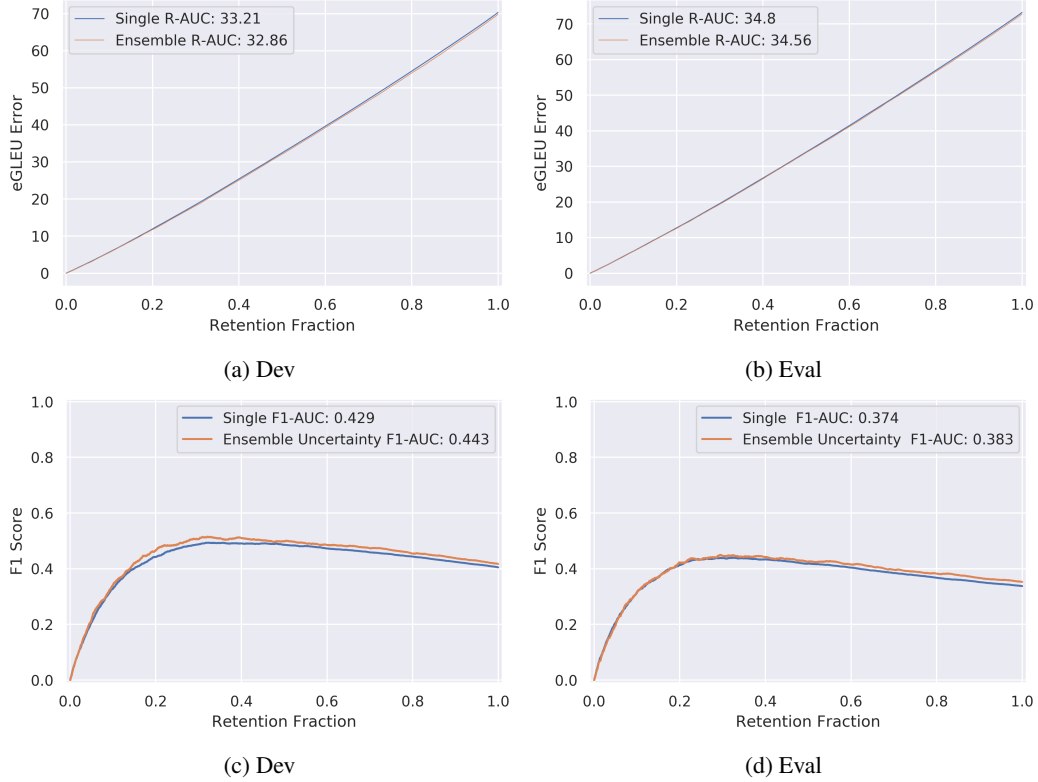 Single R-AUC: 33.21
Ensemble R-AUC: 32.86
70
60
50
40
30
20
10
0
eGLEU Error
0.0 0.2 0.4 0.6 0.8 1.0
Retention Fraction
(a) Dev
Single R-AUC: 34.8
Ensemble R-AUC: 34.56
70
60
50
40
30
20
10
0
eGLEU Error
0.0 0.2 0.4 0.6 0.8 1.0
Retention Fraction
(b) Eval
Single F1-AUC: 0.429
Ensemble Uncertainty F1-AUC: 0.443
1.0
0.8
0.6
0.4
0.2
0.0
F1 Score
0.0 0.2 0.4 0.6 0.8 1.0
Retention Fraction
(c) Dev
Single F1-AUC: 0.374
Ensemble Uncertainty F1-AUC: 0.383
1.0
0.8
0.6
0.4
0.2
0.0
F1 Score
0.0 0.2 0.4 0.6 0.8 1.0
Retention Fraction
(d) Eval